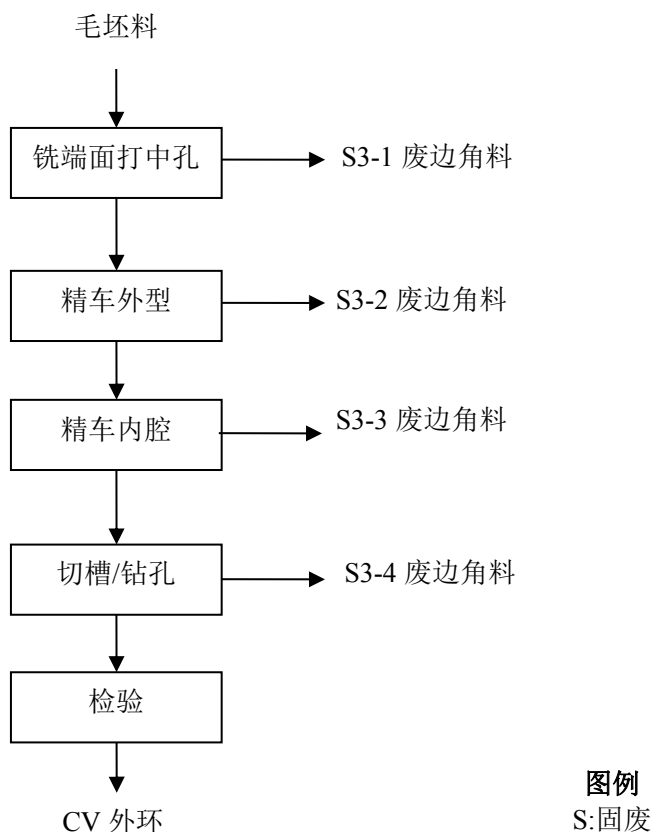 毛坯料
铣端面打中孔
S3-1 废边角料
精车外型
S3-2 废边角料
精车内腔
S3-3 废边角料
切槽/钻孔
S3-4 废边角料
检验
CV 外环
图例
S:固废